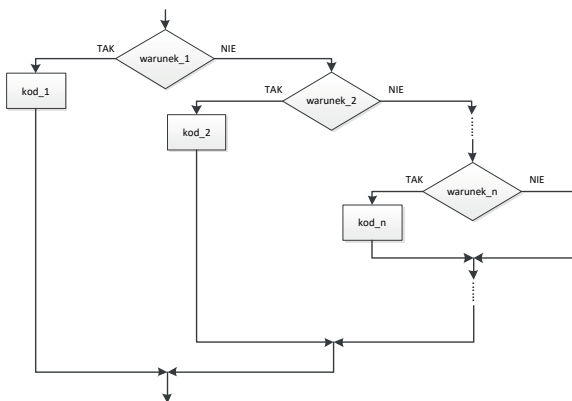 TAK
warunek_1
NIE
kod_1
TAK
warunek_2
NIE
kod_2
TAK
warunek_n
NIE
kod_n